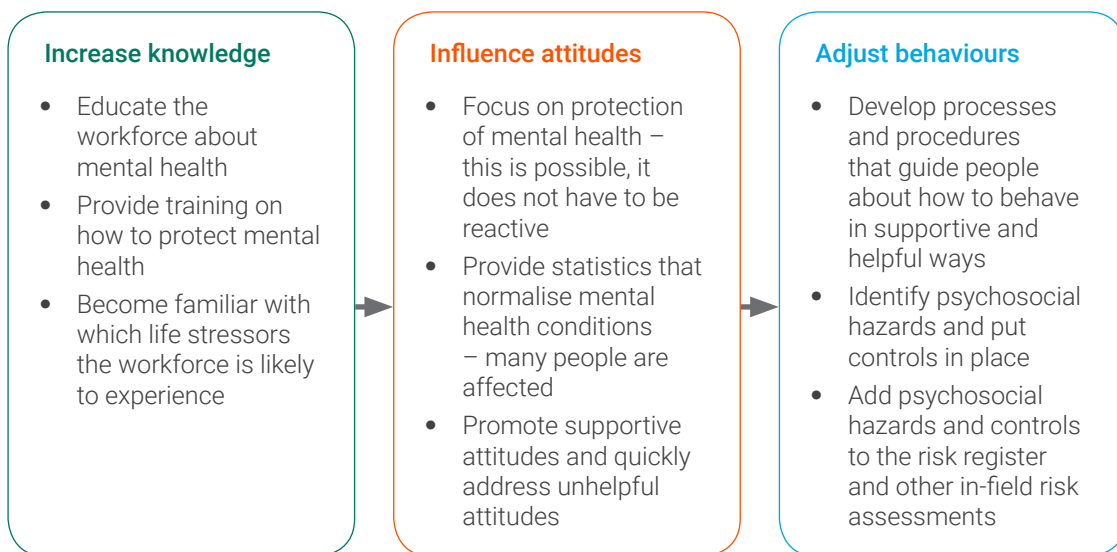 Increase knowledge
• Educate the
workforce about
mental health
• Provide training on
how to protect mental
health
• Become familiar with
which life stressors
the workforce is likely
to experience
Influence attitudes
• Focus on protection
of mental health –
this is possible, it
does not have to be
reactive
• Provide statistics that
normalise mental
health conditions
– many people are
affected
• Promote supportive
attitudes and quickly
address unhelpful
attitudes
Adjust behaviours
• Develop processes
and procedures
that guide people
about how to behave
in supportive and
helpful ways
• Identify psychosocial
hazards and put
controls in place
• Add psychosocial
hazards and controls
to the risk register
and other in-field risk
assessments